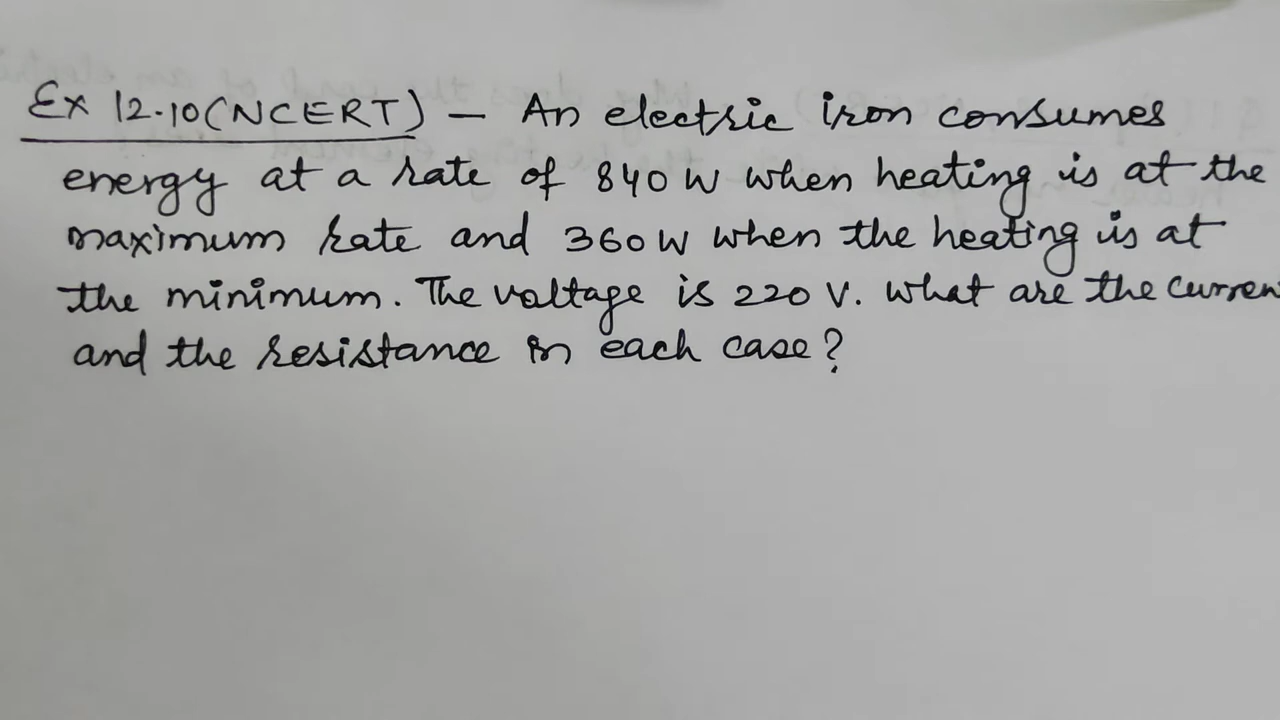 Ex 12.10 (NCERT) – An electric iron consumes
energy at a rate of 840 W when heating is at the
maximum rate and 360 W when the heating is at
the minimum. The voltage is 220 V. What are the curren
and the resistance in each case?